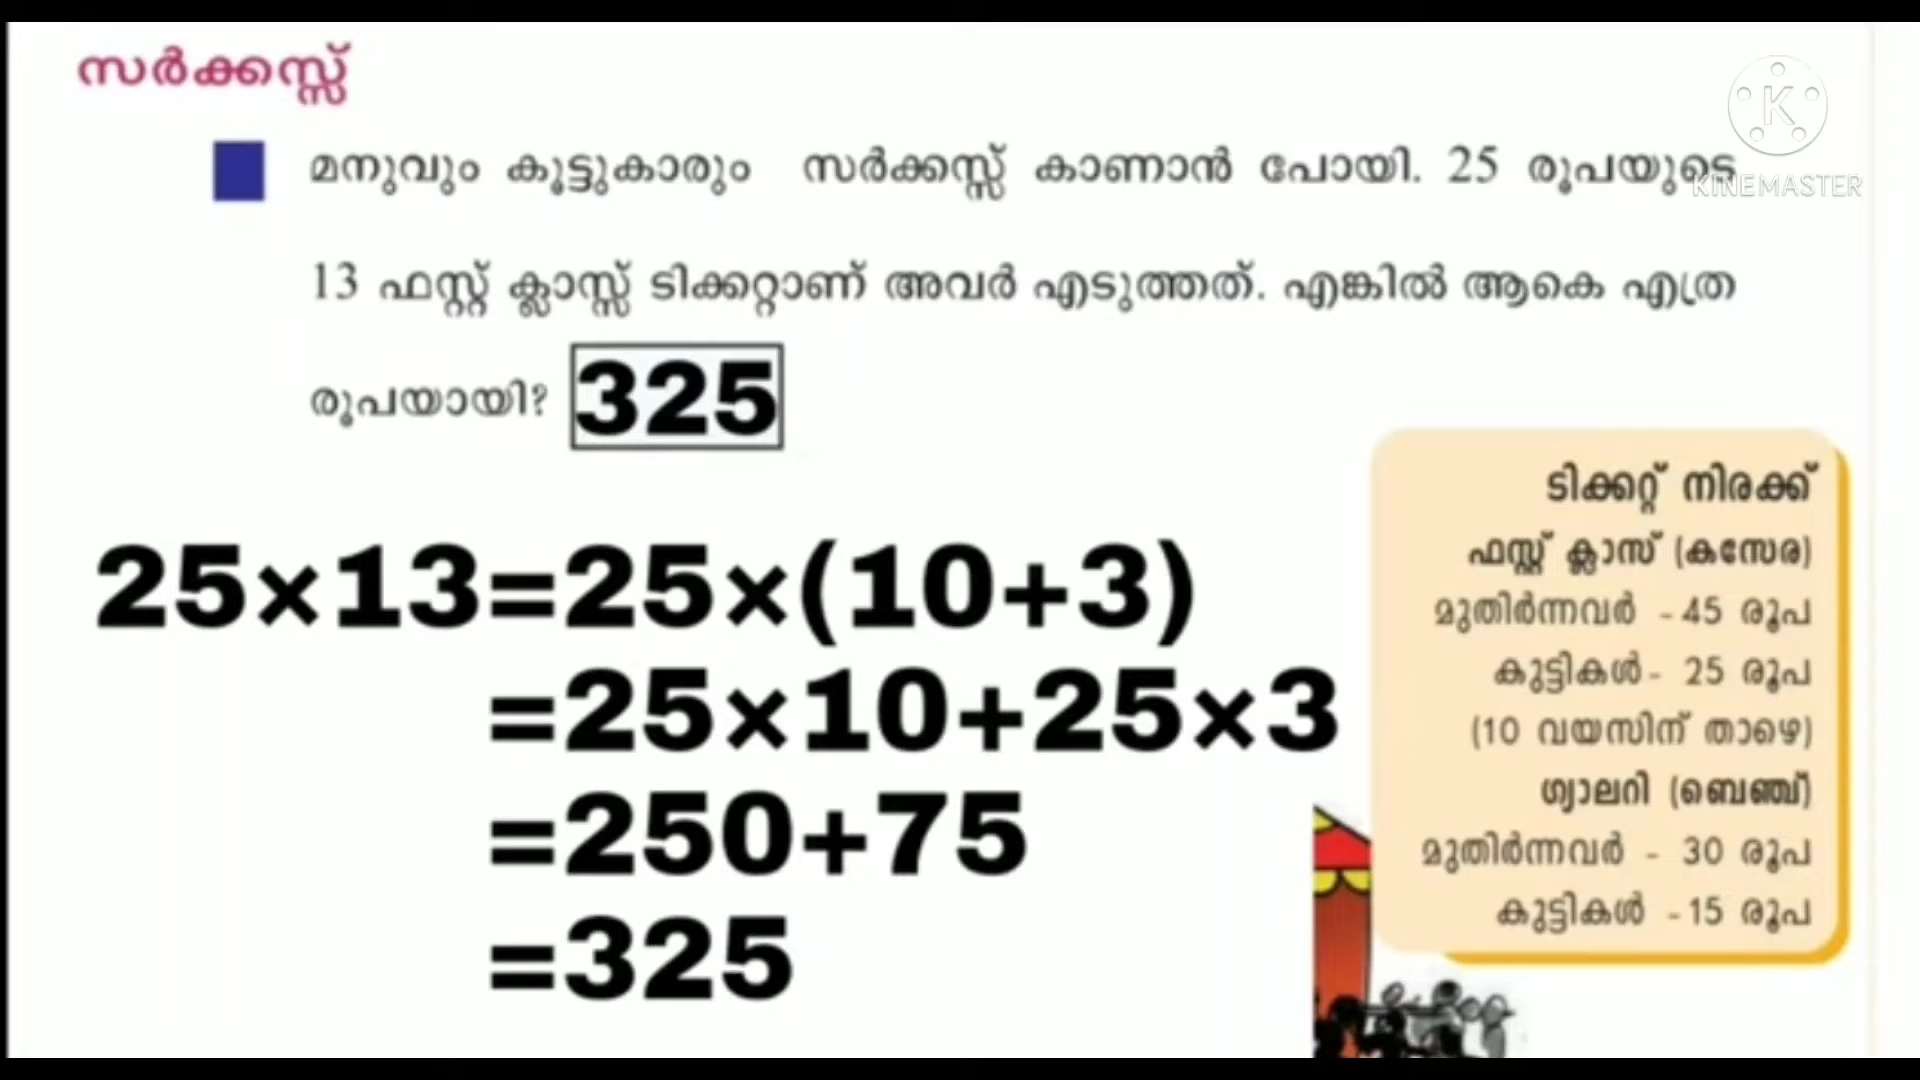 സർക്കസ്സ്
മനുവും കൂട്ടുകാരും സർക്കസ്സ് കാണാൻ പോയി. 25 രൂപയുടെ
13 ഫസ്റ്റ് ക്ലാസ്സ് ടിക്കറ്റാണ് അവർ എടുത്തത്. എങ്കിൽ ആകെ എത്ര
രൂപയായി? 325
25×13=25×(10+3)
=25×10+25×3
=250+75
=325
ടിക്കറ്റ് നിരക്ക്
ഫസ്റ്റ് ക്ലാസ് (കസേര)
മുതിർന്നവർ - 45 രൂപ
കുട്ടികൾ- 25 രൂപ
(10 വയസിന് താഴെ)
ഗ്യാലറി (ബെഞ്ച്)
മുതിർന്നവർ - 30 രൂപ
കുട്ടികൾ - 15 രൂപ
K
KINEMASTER